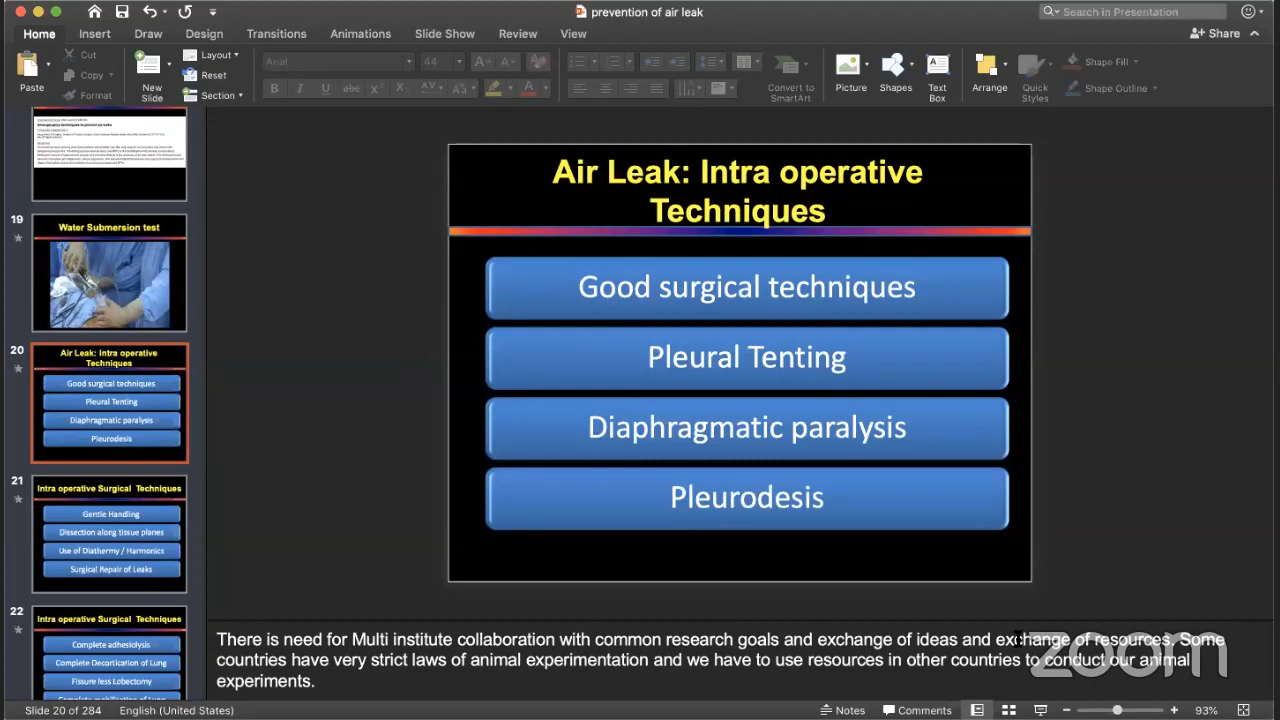 prevention of air leak
Search in Presentation
Home Insert Draw Design Transitions Animations Slide Show Review View
Share
Paste
Cut
Copy
Format
New
Slide
Layout
Reset
Section
Arial 44
Convert to
SmartArt
Picture
Shapes
Text
Box
Arrange
Quick
Styles
Shape Fill
Shape Outline
19
Water Submersion test
20
Air Leak: Intra operative
Techniques
Good surgical techniques
Pleural Tenting
Diaphragmatic paralysis
Pleurodesis
21
Intra operative Surgical Techniques
Gentle Handling
Dissection along tissue planes
Use of Diathermy / Harmonics
Surgical Repair of Leaks
22
Intra operative Surgical Techniques
Complete adhesiolysis
Complete Decortication of Lung
Fissure less Lobectomy
Complete mobilisation of Lung
Air Leak: Intra operative
Techniques
Good surgical techniques
Pleural Tenting
Diaphragmatic paralysis
Pleurodesis
There is need for Multi institute collaboration with common research goals and exchange of ideas and exchange of resources. Some
countries have very strict laws of animal experimentation and we have to use resources in other countries to conduct our animal
experiments.
zoom
Slide 20 of 284 English (United States)
Notes Comments 93%